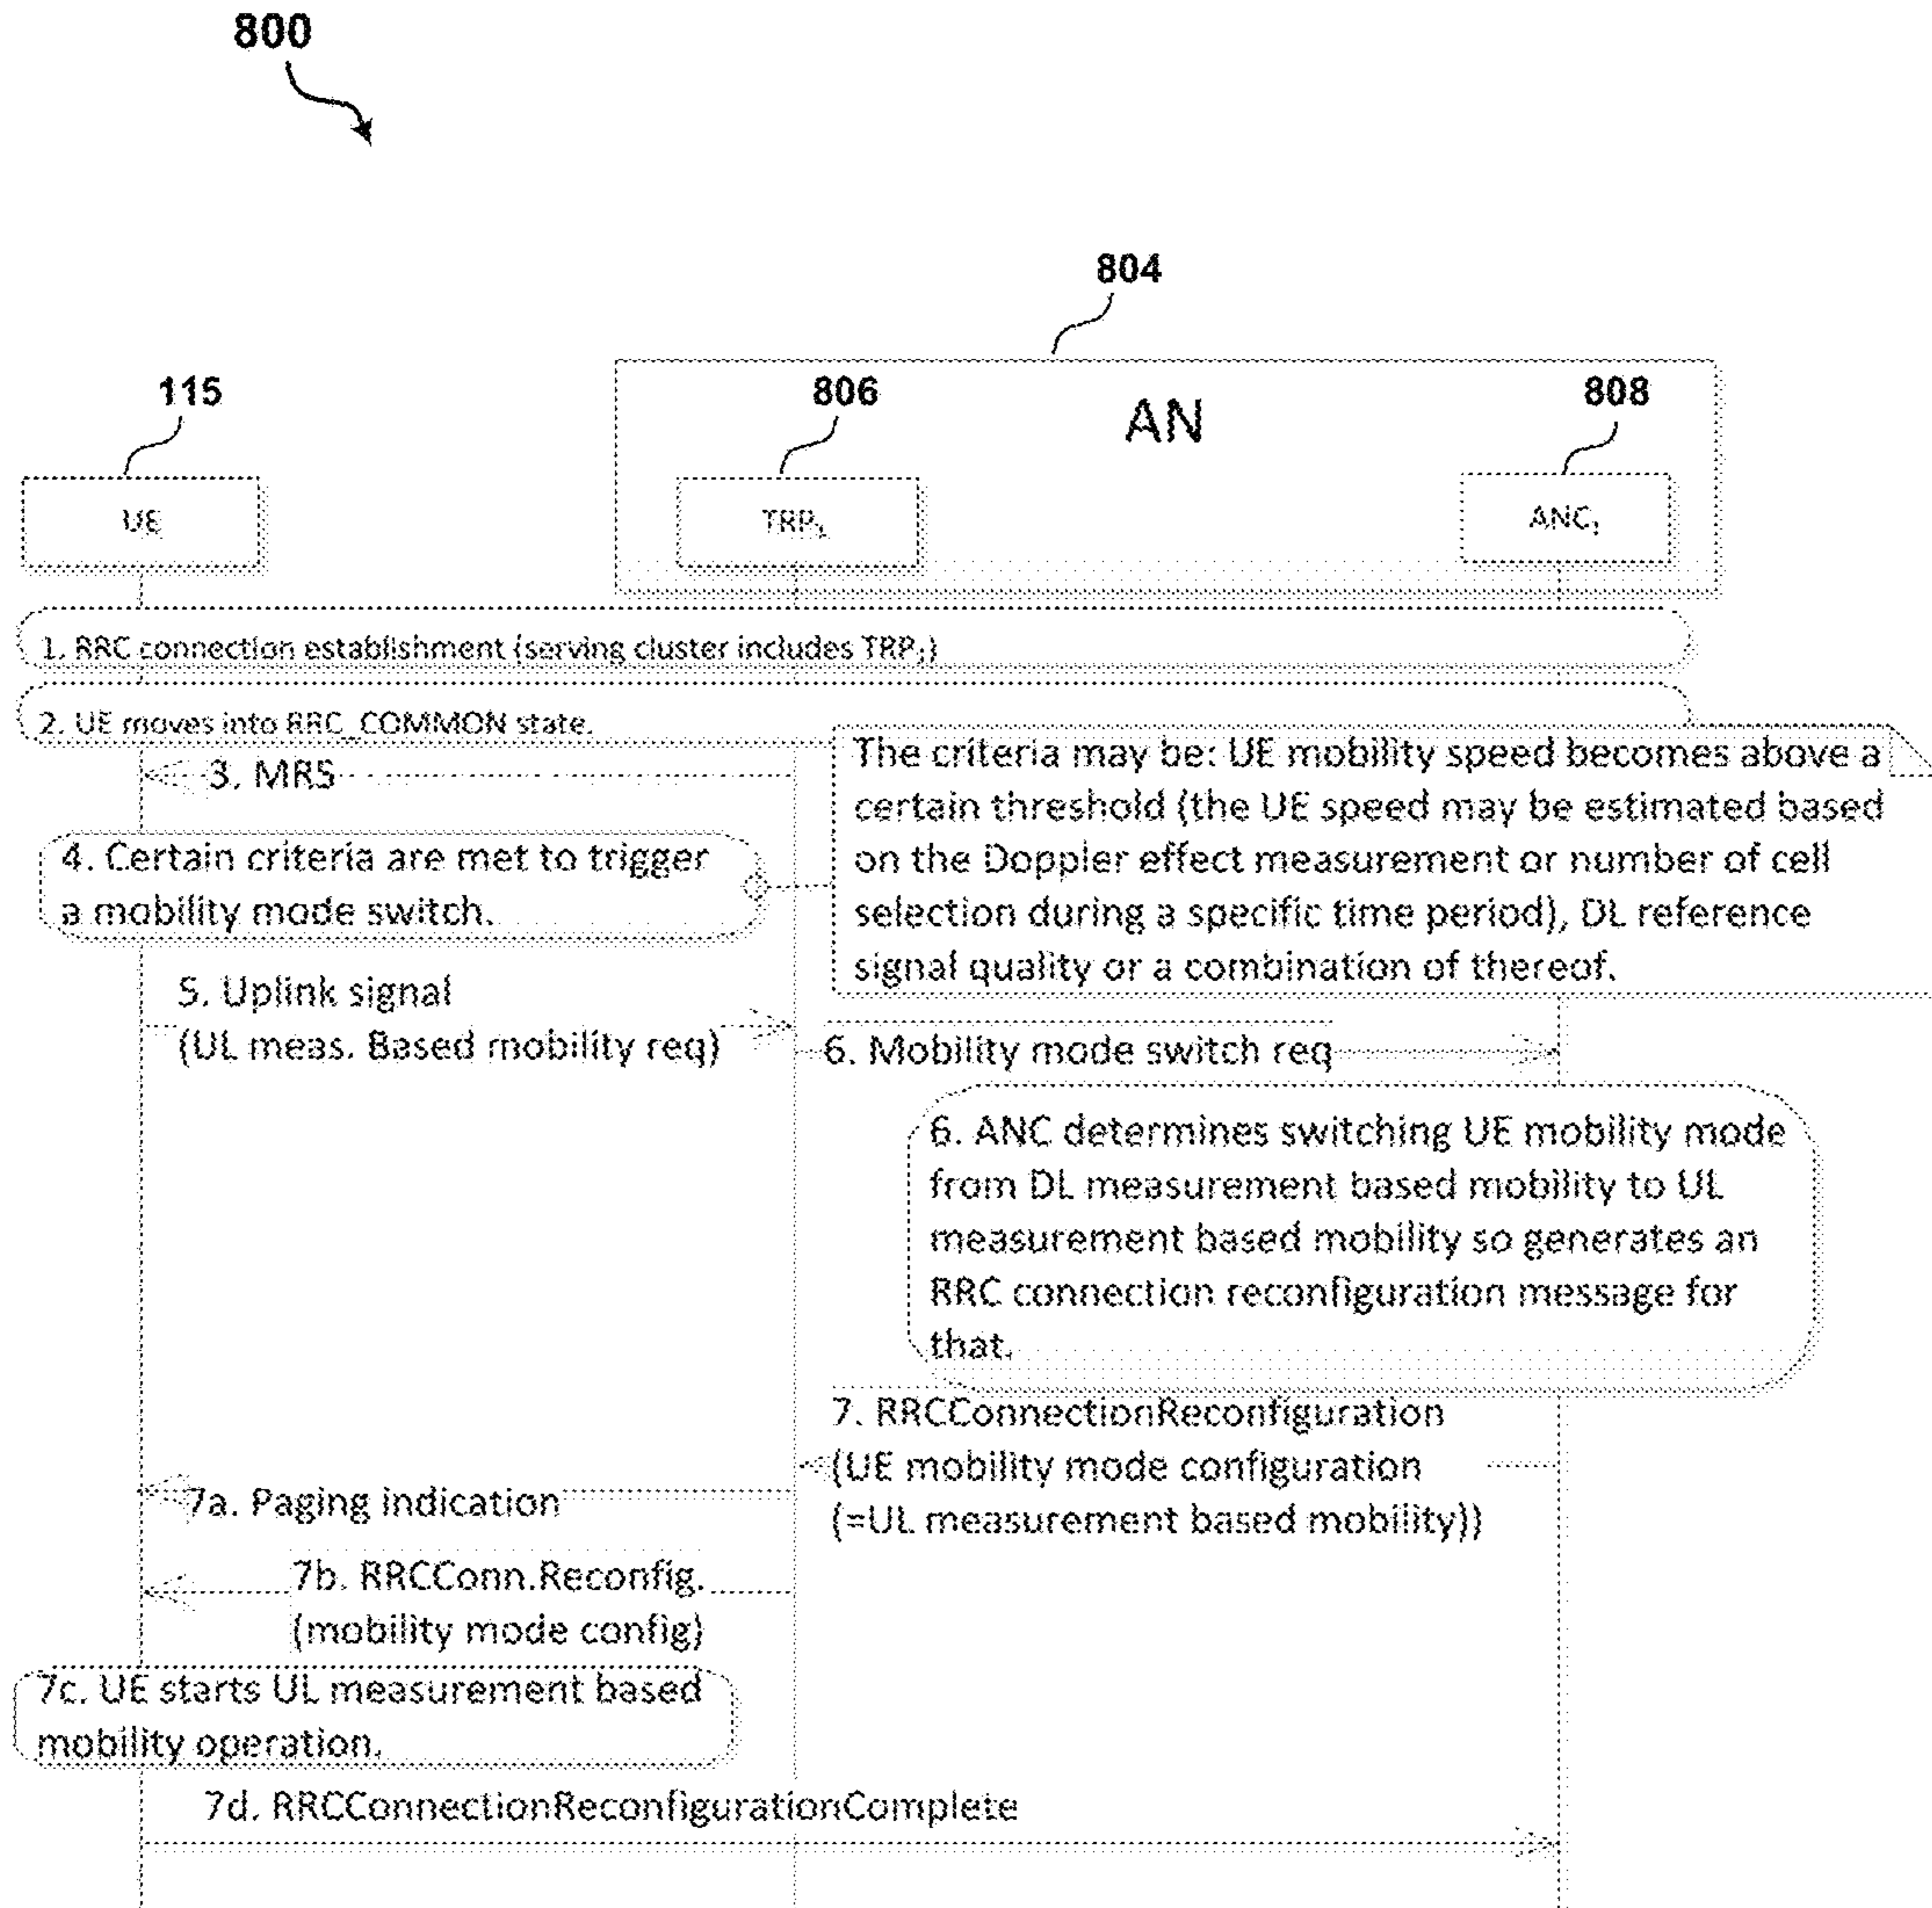 800
804
115
806
808
AN
UE
TRP₁
ANC₁
1. RRC connection establishment (serving cluster includes TRP₁)
2. UE moves into RRC_COMMON state.
3. MRS
The criteria may be: UE mobility speed becomes above a
certain threshold (the UE speed may be estimated based
on the Doppler effect measurement or number of cell
selection during a specific time period), DL reference
signal quality or a combination of thereof.
4. Certain criteria are met to trigger
a mobility mode switch.
5. Uplink signal
(UL meas. Based mobility req)
6. Mobility mode switch req
6. ANC determines switching UE mobility mode
from DL measurement based mobility to UL
measurement based mobility so generates an
RRC connection reconfiguration message for
that.
7. RRCConnectionReconfiguration
(UE mobility mode configuration
(=UL measurement based mobility))
7a. Paging indication
7b. RRCConn.Reconfig.
(mobility mode config)
7c. UE starts UL measurement based
mobility operation.
7d. RRCConnectionReconfigurationComplete